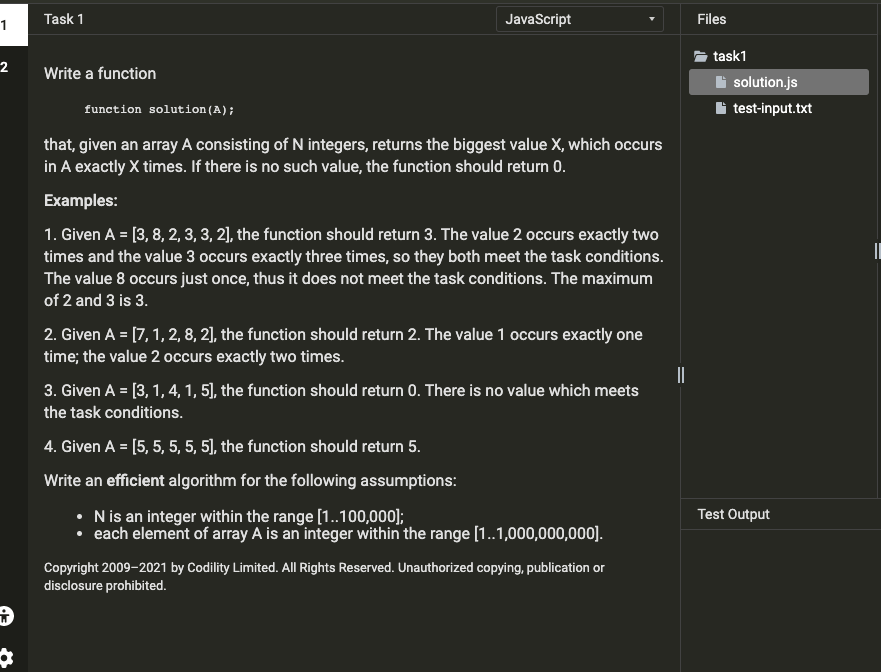 1
Task 1
JavaScript
Files
2
task1
solution.js
test-input.txt
Write a function
function solution(A);
that, given an array A consisting of N integers, returns the biggest value X, which occurs
in A exactly X times. If there is no such value, the function should return 0.
Examples:
1. Given A = [3, 8, 2, 3, 3, 2], the function should return 3. The value 2 occurs exactly two
times and the value 3 occurs exactly three times, so they both meet the task conditions.
The value 8 occurs just once, thus it does not meet the task conditions. The maximum
of 2 and 3 is 3.
2. Given A = [7, 1, 2, 8, 2], the function should return 2. The value 1 occurs exactly one
time; the value 2 occurs exactly two times.
3. Given A = [3, 1, 4, 1, 5], the function should return 0. There is no value which meets
the task conditions.
4. Given A = [5, 5, 5, 5, 5], the function should return 5.
Write an efficient algorithm for the following assumptions:
• N is an integer within the range [1..100,000];
• each element of array A is an integer within the range [1..1,000,000,000].
Copyright 2009–2021 by Codility Limited. All Rights Reserved. Unauthorized copying, publication or
disclosure prohibited.
Test Output